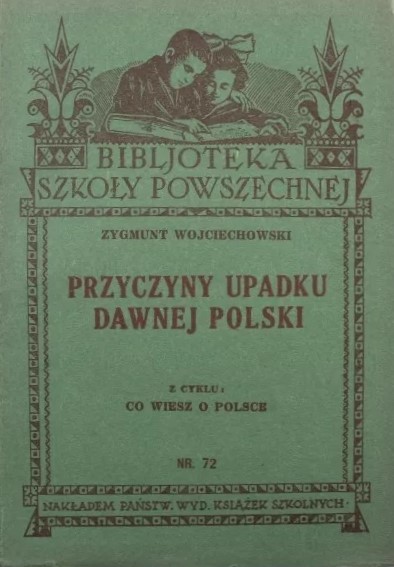 BIBLJOTEKA
SZKOŁY POWSZECHNEJ
ZYGMUNT WOJCIECHOWSKI
PRZYCZYNY UPADKU
DAWNEJ POLSKI
Z CYKLU:
CO WIESZ O POLSCE
NR. 72
NAKŁADEM PAŃSTW. WYD. KSIĄŻEK SZKOLNYCH·